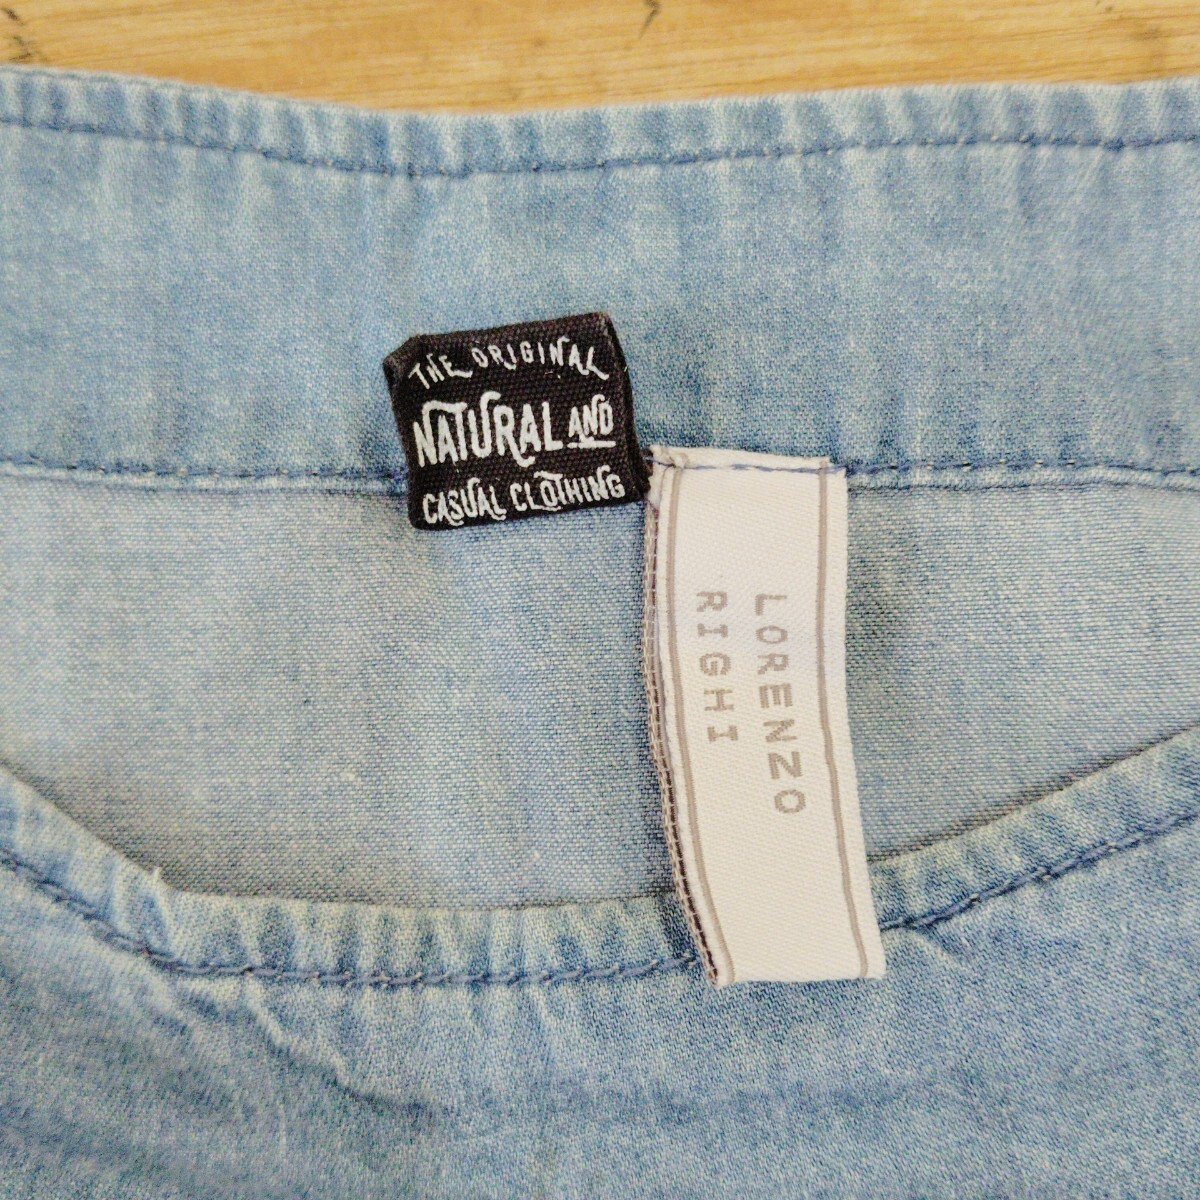 THE ORIGINAL
NATURAL AND
CASUAL CLOTHING
LORENZO
RIGHI